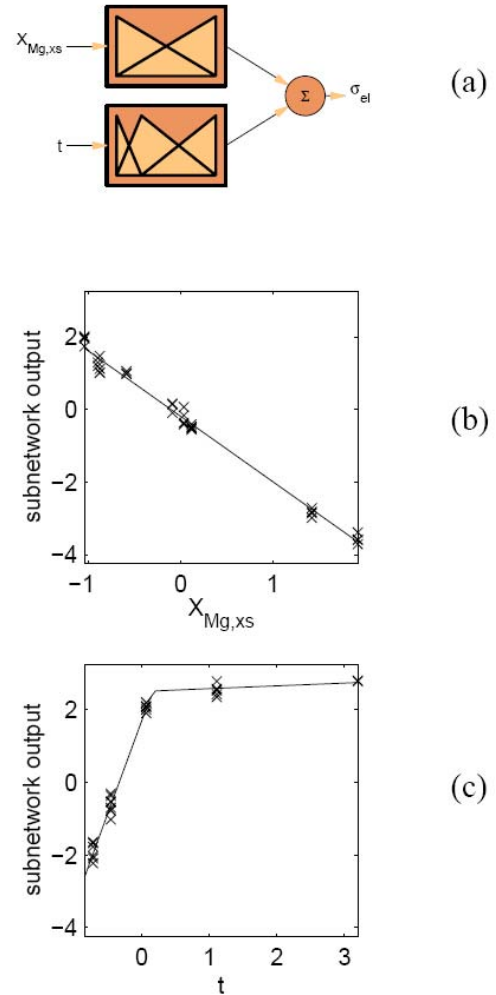 X_Mg,xs
t
Σ
σ_el
(a)
2
0
−2
−4
subnetwork output
−1 0 1
X_Mg,xs
(b)
2
0
−2
−4
subnetwork output
0 1 2 3
t
(c)